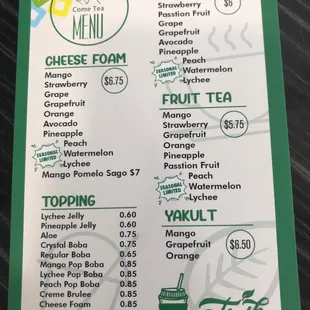 Come Tea
MENU
CHEESE FOAM
Mango
Strawberry
Grape
Grapefruit
Orange
Avocado
Pineapple
$6.75
SEASONAL LIMITED
Peach
Watermelon
Lychee
Mango Pomelo Sago $7
TOPPING
Lychee Jelly 0.60
Pineapple Jelly 0.60
Aloe 0.75
Crystal Boba 0.75
Regular Boba 0.65
Mango Pop Boba 0.85
Lychee Pop Boba 0.85
Peach Pop Boba 0.85
Creme Brulee 0.85
Cheese Foam 0.85
Strawberry
Passtion Fruit
Grape
Grapefruit
Avocado
Pineapple
$6
SEASONAL LIMITED
Peach
Watermelon
Lychee
FRUIT TEA
Mango
Strawberry
Grapefruit
Orange
Pineapple
Passtion Fruit
$5.75
SEASONAL LIMITED
Peach
Watermelon
Lychee
YAKULT
Mango
Grapefruit
Orange
$6.50